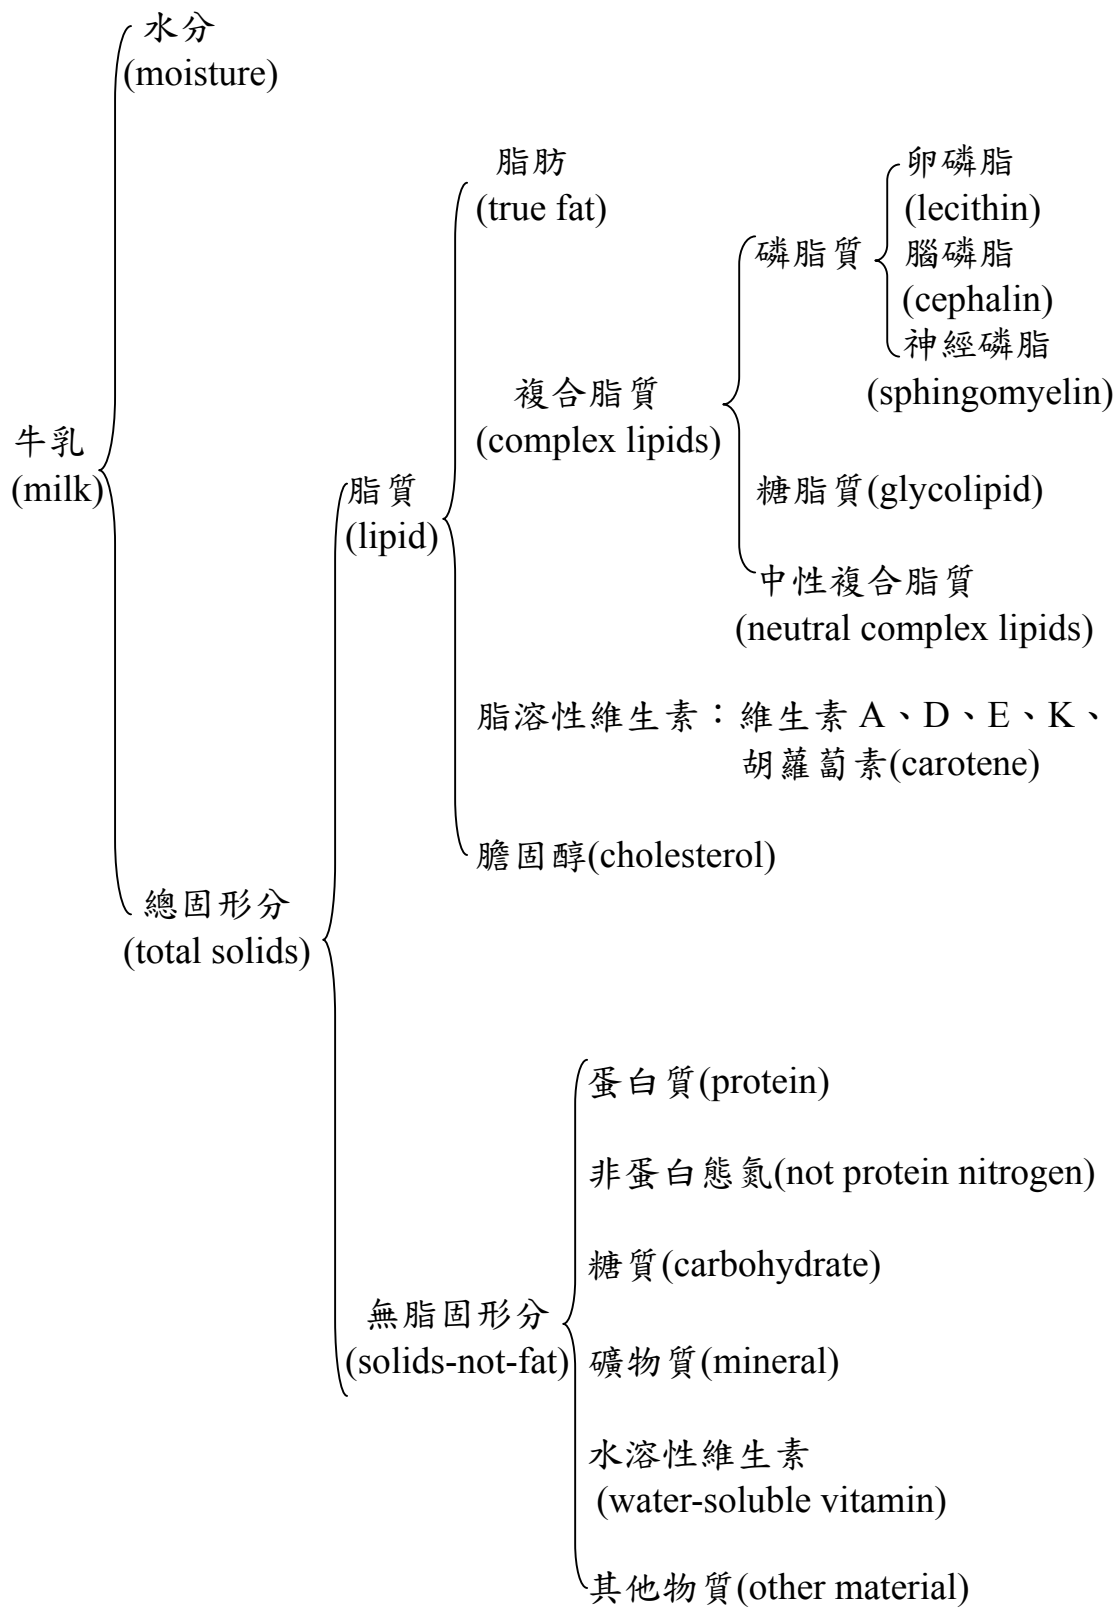 水分
(moisture)
脂肪
(true fat)
卵磷脂
(lecithin)
磷脂質
腦磷脂
(cephalin)
神經磷脂
(sphingomyelin)
複合脂質
(complex lipids)
牛乳
(milk)
脂質
(lipid)
糖脂質(glycolipid)
中性複合脂質
(neutral complex lipids)
脂溶性維生素：維生素 A、D、E、K、
胡蘿蔔素(carotene)
膽固醇(cholesterol)
總固形分
(total solids)
蛋白質(protein)
非蛋白態氮(not protein nitrogen)
糖質(carbohydrate)
無脂固形分
(solids-not-fat)
礦物質(mineral)
水溶性維生素
(water-soluble vitamin)
其他物質(other material)